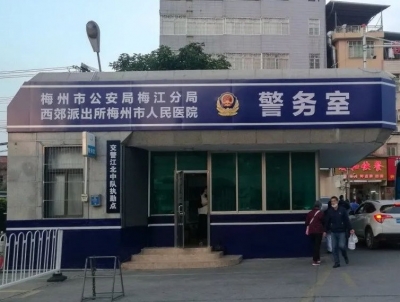 梅州市公安局梅江分局
西郊派出所梅州市人民医院
警务室
交警江北中队执勤点